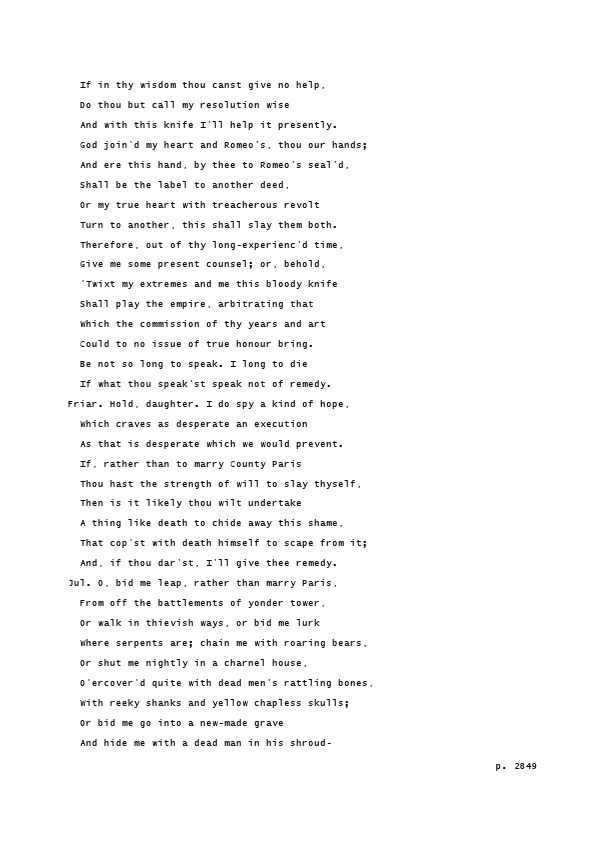 If in thy wisdom thou canst give no help,
Do thou but call my resolution wise
And with this knife I'll help it presently.
God join'd my heart and Romeo's, thou our hands;
And ere this hand, by thee to Romeo's seal'd,
Shall be the label to another deed,
Or my true heart with treacherous revolt
Turn to another, this shall slay them both.
Therefore, out of thy long-experienc'd time,
Give me some present counsel; or, behold,
'Twixt my extremes and me this bloody knife
Shall play the empire, arbitrating that
Which the commission of thy years and art
Could to no issue of true honour bring.
Be not so long to speak. I long to die
If what thou speak'st speak not of remedy.
Friar. Hold, daughter. I do spy a kind of hope,
Which craves as desperate an execution
As that is desperate which we would prevent.
If, rather than to marry County Paris
Thou hast the strength of will to slay thyself,
Then is it likely thou wilt undertake
A thing like death to chide away this shame,
That cop'st with death himself to scape from it;
And, if thou dar'st, I'll give thee remedy.
Jul. O, bid me leap, rather than marry Paris,
From off the battlements of yonder tower,
Or walk in thievish ways, or bid me lurk
Where serpents are; chain me with roaring bears,
Or shut me nightly in a charnel house,
O'ercover'd quite with dead men's rattling bones,
With reeky shanks and yellow chapless skulls;
Or bid me go into a new-made grave
And hide me with a dead man in his shroud-
p. 2849